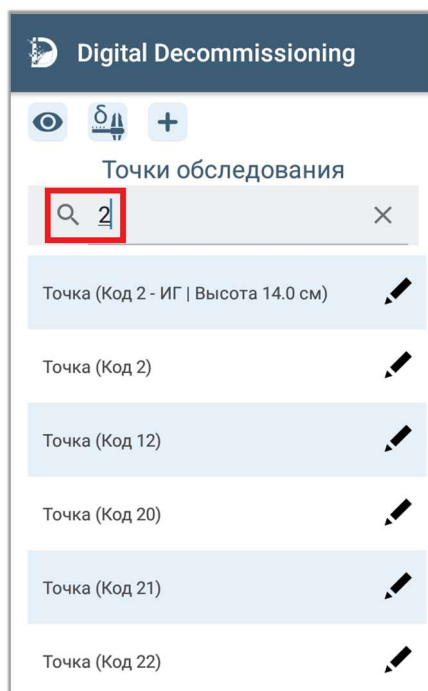 Digital Decommissioning
δ
Точки обследования
2
Точка (Код 2 - ИГ | Высота 14.0 см)
Точка (Код 2)
Точка (Код 12)
Точка (Код 20)
Точка (Код 21)
Точка (Код 22)